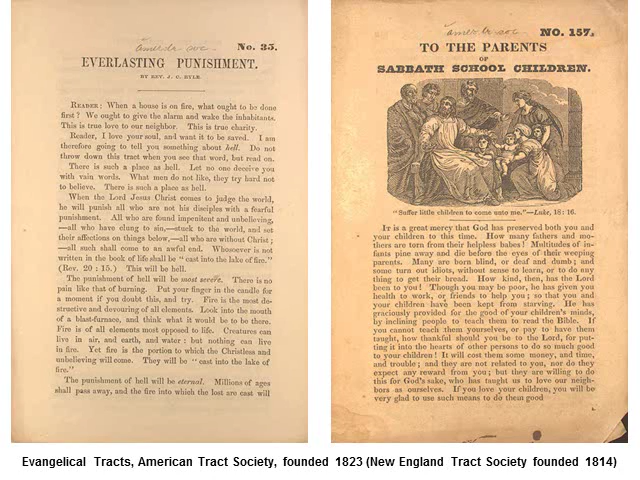 amer tr soc
No. 35.
EVERLASTING PUNISHMENT.
BY REV. J. C. RYLE.
READER: When a house is on fire, what ought to be done
first? We ought to give the alarm and wake the inhabitants.
This is true love to our neighbor. This is true charity.
Reader, I love your soul, and want it to be saved. I am
therefore going to tell you something about hell. Do not
throw down this tract when you see that word, but read on.
There is such a place as hell. Let no one deceive you
with vain words. What men do not like, they try hard not
to believe. There is such a place as hell.
When the Lord Jesus Christ comes to judge the world,
he will punish all who are not his disciples with a fearful
punishment. All who are found impenitent and unbelieving,
—all who have clung to sin,—stuck to the world, and set
their affections on things below,—all who are without Christ;
—all such shall come to an awful end. Whosoever is not
written in the book of life shall be "cast into the lake of fire."
(Rev. 20: 15.) This will be hell.
The punishment of hell will be most severe. There is no
pain like that of burning. Put your finger in the candle for
a moment if you doubt this, and try. Fire is the most de-
structive and devouring of all elements. Look into the mouth
of a blast-furnace, and think what it would be to be there.
Fire is of all elements most opposed to life. Creatures can
live in air, and earth, and water: but nothing can live
in fire. Yet fire is the portion to which the Christless and
unbelieving will come. They will be "cast into the lake of
fire."
The punishment of hell will be eternal. Millions of ages
shall pass away, and the fire into which the lost are cast will
amer tr soc
NO. 157.
TO THE PARENTS
OF
SABBATH SCHOOL CHILDREN.
"Suffer little children to come unto me."—Luke, 18: 16.
IT is a great mercy that God has preserved both you and
your children to this time. How many fathers and mo-
thers are torn from their helpless babes! Multitudes of in-
fants pine away and die before the eyes of their weeping
parents. Many are born blind, or deaf and dumb; and
some turn out idiots, without sense to learn, or to do any
thing to get their bread. How kind, then, has the Lord
been to you! Though you may be poor, he has given you
health to work, or friends to help you; so that you and
your children have been kept from starving. He has
graciously provided for the good of your children's minds,
by inclining people to teach them to read the Bible. If
you cannot teach them yourselves, or pay to have them
taught, how thankful should you be to the Lord, for put-
ting it into the hearts of other persons to do so much good
to your children! It will cost them some money, and time,
and trouble; and they are not related to you, nor do they
expect any reward from you; but they are willing to do
this for God's sake, who has taught us to love our neigh-
bors as ourselves. If you love your children, you will be
very glad to use such means to do them good
Evangelical Tracts, American Tract Society, founded 1823 (New England Tract Society founded 1814)